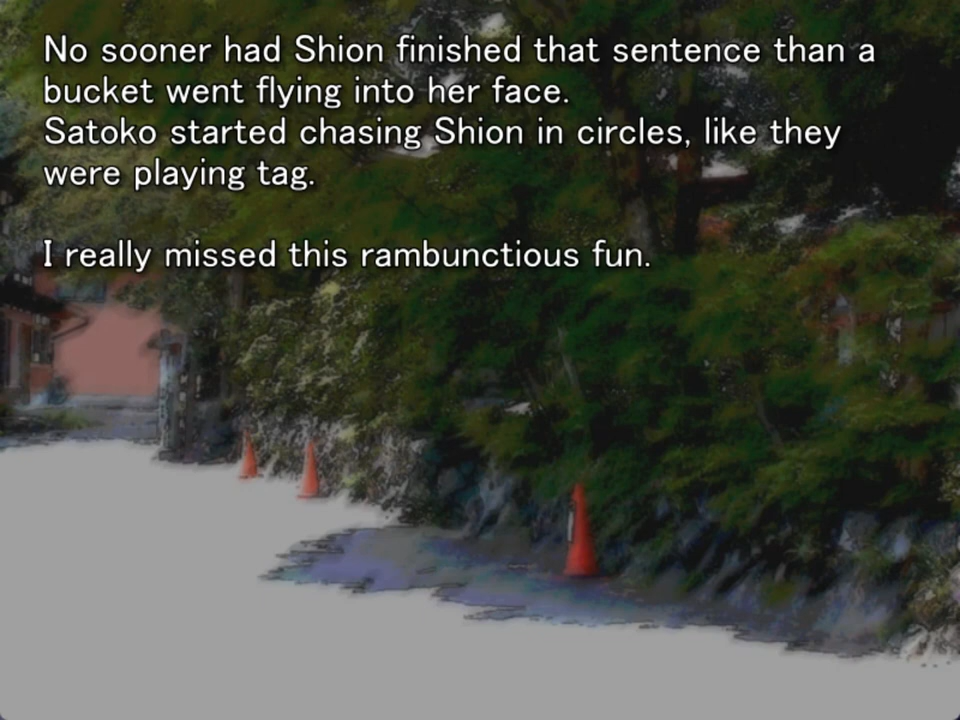 No sooner had Shion finished that sentence than a
bucket went flying into her face.
Satoko started chasing Shion in circles, like they
were playing tag.
I really missed this rambunctious fun.